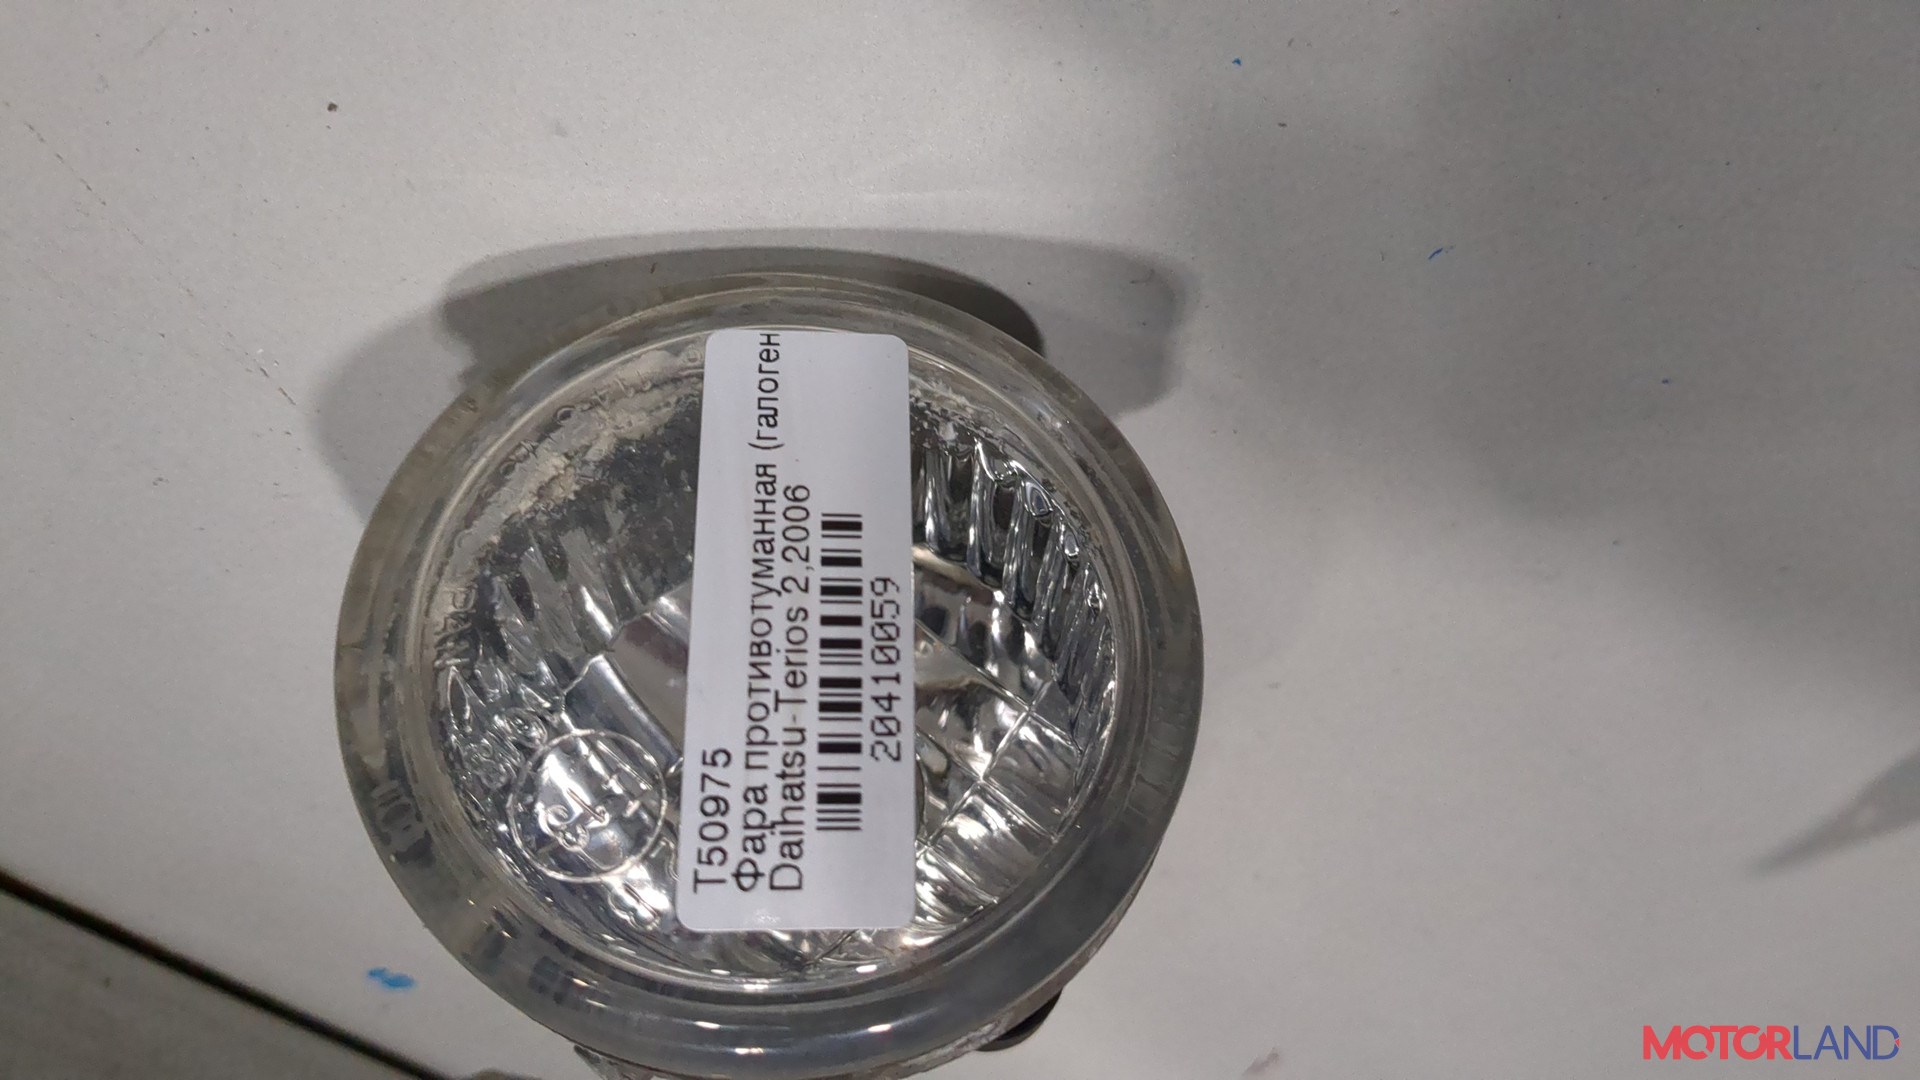 T50975
Фара противотуманная (галоген
Daihatsu-Terios 2,2006
20410059
MOTORLAND